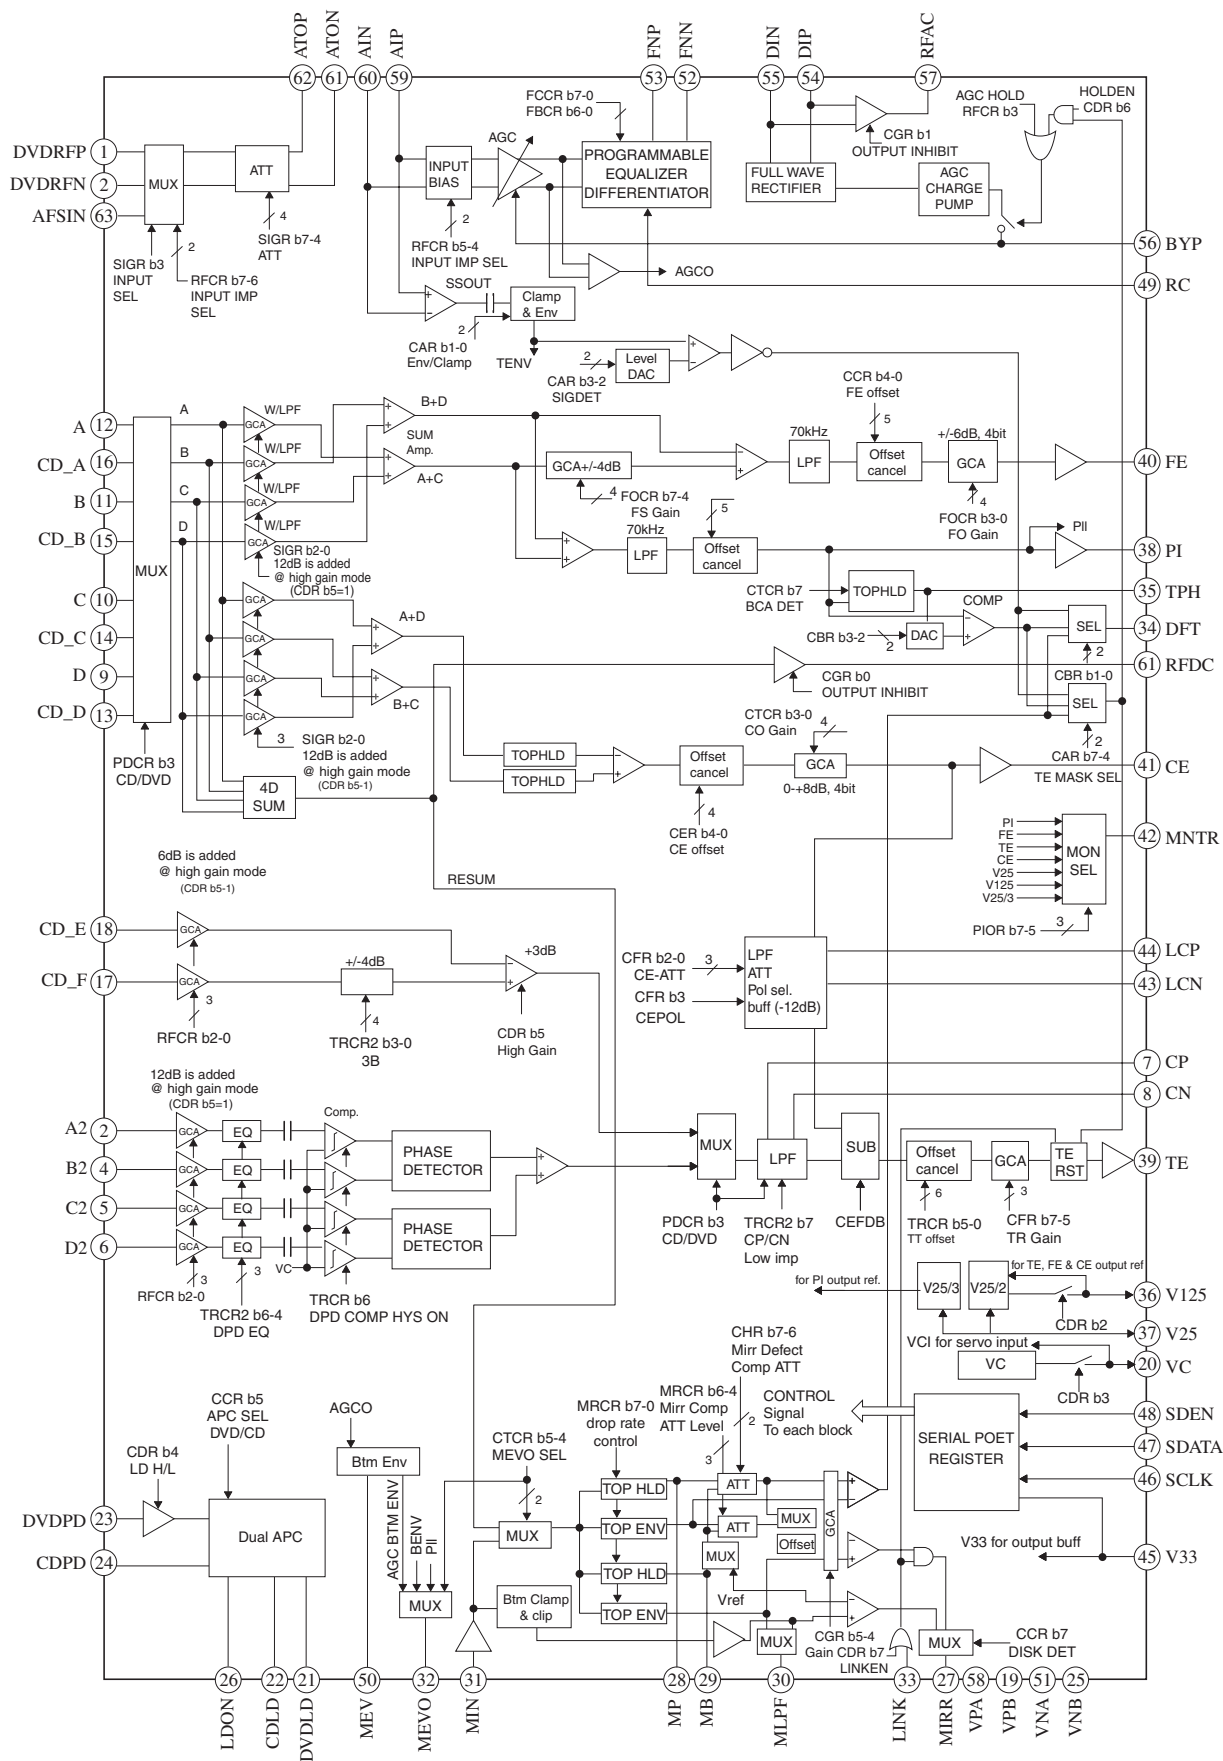 ATOP
ATON
AIN
AIP
FNP
FNN
DIN
DIP
RFAC
62
61
60
59
53
52
55
54
57
FCCR b7-0
FBCR b6-0
AGC HOLD
RFCR b3
HOLDEN
CDR b6
DVDRFP
1
DVDRFN
2
AFSIN
63
MUX
ATT
4
SIGR b7-4
ATT
2
SIGR b3
INPUT
SEL
RFCR b7-6
INPUT IMP
SEL
INPUT
BIAS
AGC
PROGRAMMABLE
EQUALIZER
DIFFERENTIATOR
2
RFCR b5-4
INPUT IMP SEL
CGR b1
OUTPUT INHIBIT
FULL WAVE
RECTIFIER
AGC
CHARGE
PUMP
56
BYP
49
RC
AGCO
SSOUT
+
−
Clamp
& Env
2
CAR b1-0
Env/Clamp
TENV
2
CAR b3-2
SIGDET
Level
DAC
+
−
CCR b4-0
FE offset
5
A
12
CD_A
16
B
11
CD_B
15
C
10
CD_C
14
D
9
CD_D
13
MUX
PDCR b3
CD/DVD
A
B
C
D
GCA
W/LPF
GCA
W/LPF
GCA
W/LPF
GCA
W/LPF
SIGR b2-0
12dB is added
@ high gain mode
(CDR b5=1)
+
+
B+D
SUM
Amp.
+
+
A+C
GCA+/-4dB
4
FOCR b7-4
FS Gain
−
+
70kHz
LPF
Offset
cancel
+/-6dB, 4bit
GCA
4
FOCR b3-0
FO Gain
40
FE
+
+
70kHz
LPF
5
Offset
cancel
PII
38
PI
CTCR b7
BCA DET
TOPHLD
35
TPH
COMP
−
+
CBR b3-2
2
DAC
SEL
2
34
DFT
CBR b1-0
61
RFDC
SEL
2
CAR b7-4
TE MASK SEL
GCA
GCA
GCA
GCA
3
SIGR b2-0
12dB is added
@ high gain mode
(CDR b5-1)
+
+
A+D
+
+
B+C
CGR b0
OUTPUT INHIBIT
TOPHLD
TOPHLD
−
+
Offset
cancel
4
CER b4-0
CE offset
CTCR b3-0
CO Gain
4
GCA
0-+8dB, 4bit
41
CE
4D
SUM
RESUM
PI
FE
TE
CE
V25
V125
V25/3
MON
SEL
3
PIOR b7-5
42
MNTR
6dB is added
@ high gain mode
(CDR b5-1)
CD_E
18
CD_F
17
GCA
GCA
3
RFCR b2-0
+/-4dB
4
TRCR2 b3-0
3B
−
+
+3dB
CDR b5
High Gain
CFR b2-0
CE-ATT
3
CFR b3
CEPOL
LPF
ATT
Pol sel.
buff (-12dB)
44
LCP
43
LCN
7
CP
8
CN
12dB is added
@ high gain mode
(CDR b5=1)
A2
2
B2
4
C2
5
D2
6
GCA
GCA
GCA
GCA
3
RFCR b2-0
EQ
EQ
EQ
EQ
3
TRCR2 b6-4
DPD EQ
Comp.
VC
TRCR b6
DPD COMP HYS ON
PHASE
DETECTOR
PHASE
DETECTOR
+
+
MUX
PDCR b3
CD/DVD
LPF
TRCR2 b7
CP/CN
Low imp
SUB
CEFDB
Offset
cancel
6
TRCR b5-0
TT offset
GCA
3
CFR b7-5
TR Gain
TE
RST
39
TE
for PI output ref.
V25/3
V25/2
for TE, FE & CE output ref
CDR b2
36
V125
37
V25
VCI for servo input
VC
CDR b3
20
VC
CONTROL
Signal
To each block
SERIAL POET
REGISTER
48
SDEN
47
SDATA
46
SCLK
V33 for output buff
45
V33
CCR b5
APC SEL
DVD/CD
CDR b4
LD H/L
DVDPD
23
CDPD
24
Dual APC
AGCO
Btm Env
AGC BTM ENV
BENV
PII
MUX
CTCR b5-4
MEVO SEL
2
MUX
MRCR b7-0
drop rate
control
TOP HLD
TOP ENV
TOP HLD
TOP ENV
Btm Clamp
& clip
CHR b7-6
Mirr Defect
Comp ATT
2
MRCR b6-4
Mirr Comp
ATT Level
3
ATT
ATT
MUX
MUX
Offset
Vref
MUX
GCA
CGR b5-4
Gain CDR b7
LINKEN
+
−
−
+
−
+
MUX
CCR b7
DISK DET
26
22
21
50
32
31
28
29
30
33
27
58
19
51
25
LDON
CDLD
DVDLD
MEV
MEVO
MIN
MP
MB
MLPF
LINK
MIRR
VPA
VPB
VNA
VNB